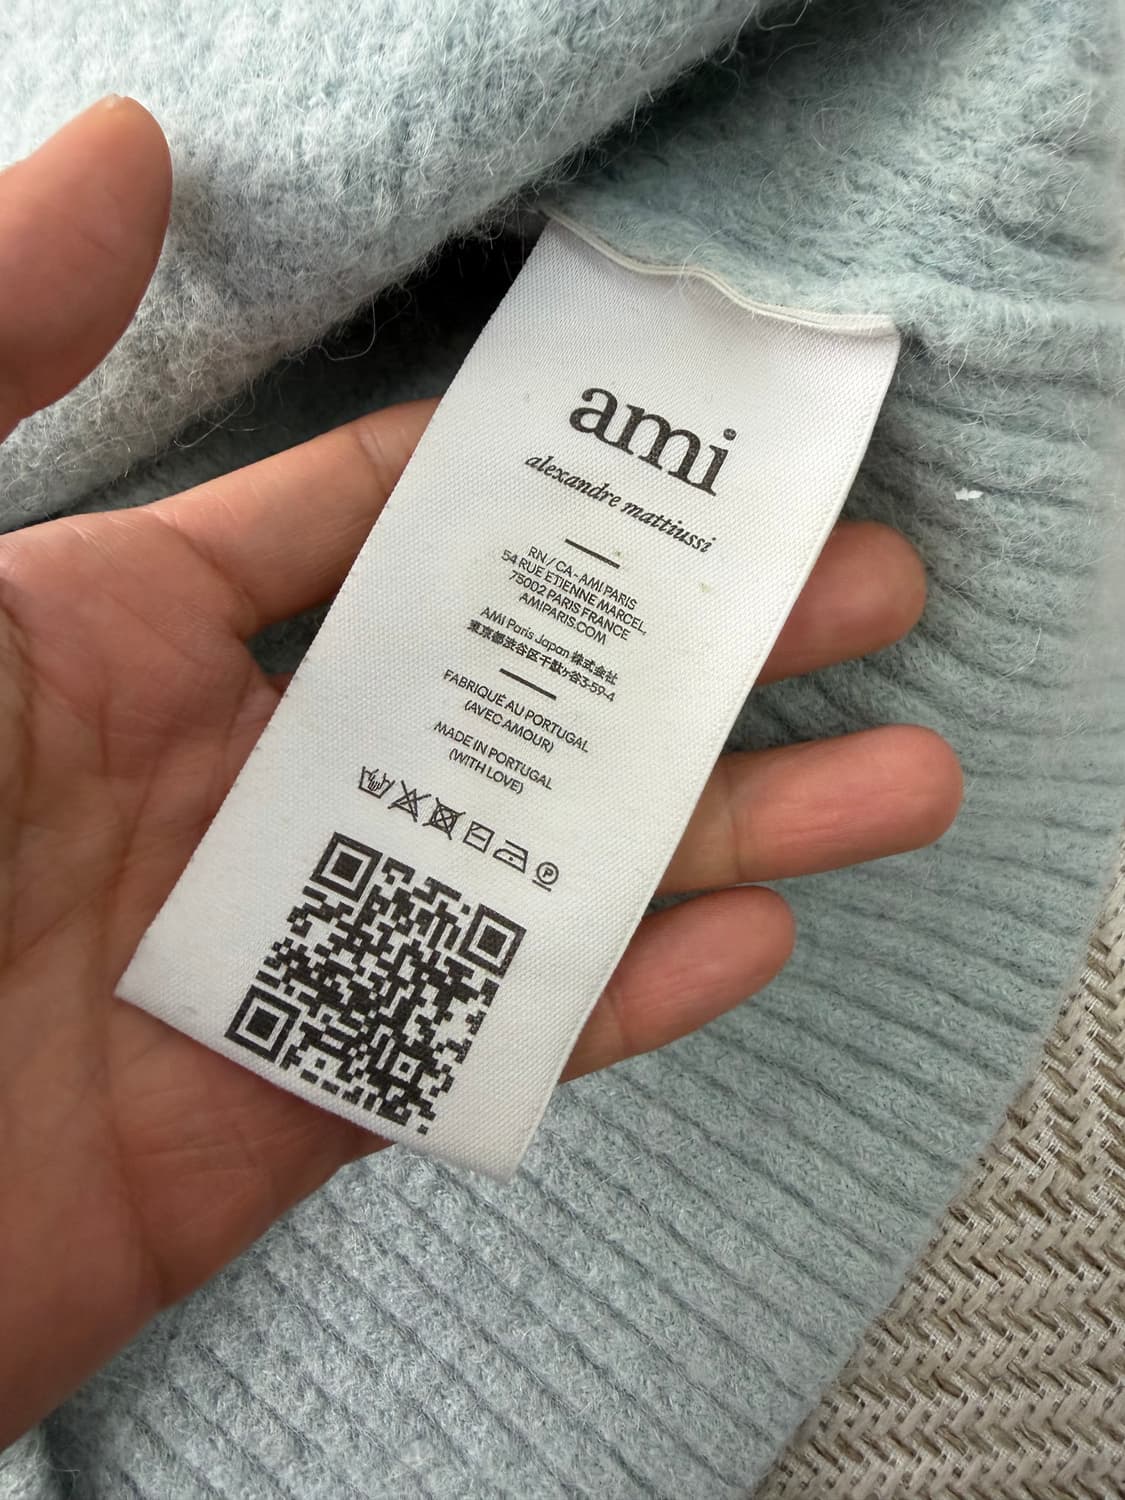 ami
alexandre mattiussi
RN / CA - AMI PARIS
54 RUE ETIENNE MARCEL,
75002 PARIS FRANCE
AMIPARIS.COM
AMI Paris Japan 株式会社
東京都渋谷区千駄ヶ谷3-59-4
FABRIQUÉ AU PORTUGAL
(AVEC AMOUR)
MADE IN PORTUGAL
(WITH LOVE)
P